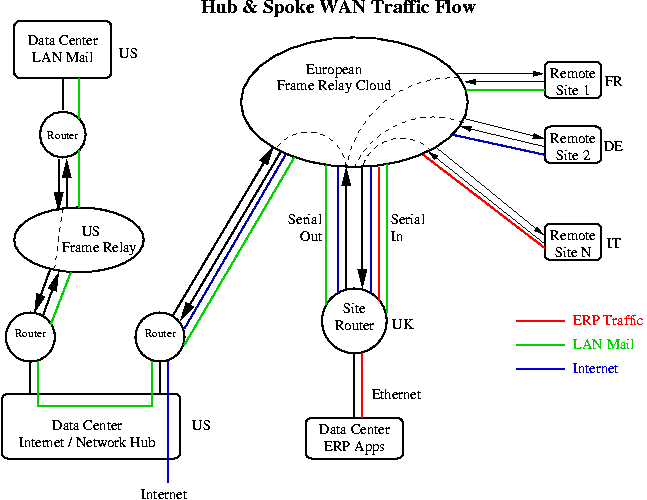 Hub & Spoke WAN Traffic Flow
Data Center
LAN Mail
US
Router
US
Frame Relay
Router
Router
Data Center
Internet / Network Hub
US
Internet
European
Frame Relay Cloud
Serial
Out
Serial
In
Site
Router
UK
Ethernet
Data Center
ERP Apps
Remote
Site 1
FR
Remote
Site 2
DE
Remote
Site N
IT
ERP Traffic
LAN Mail
Internet